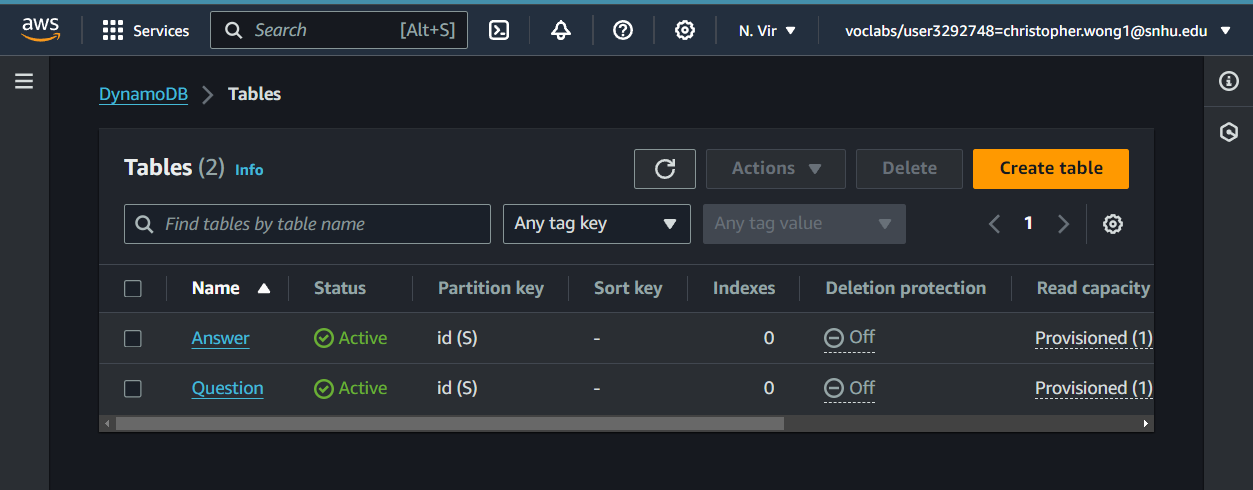 aws Services Search [Alt+S] N. Vir voclabs/user3292748=christopher.wong1@snhu.edu
DynamoDB Tables
Tables (2) Info Actions Delete Create table
Find tables by table name Any tag key Any tag value 1
Name Status Partition key Sort key Indexes Deletion protection Read capacity
Answer Active id (S) - 0 Off Provisioned (1)
Question Active id (S) - 0 Off Provisioned (1)